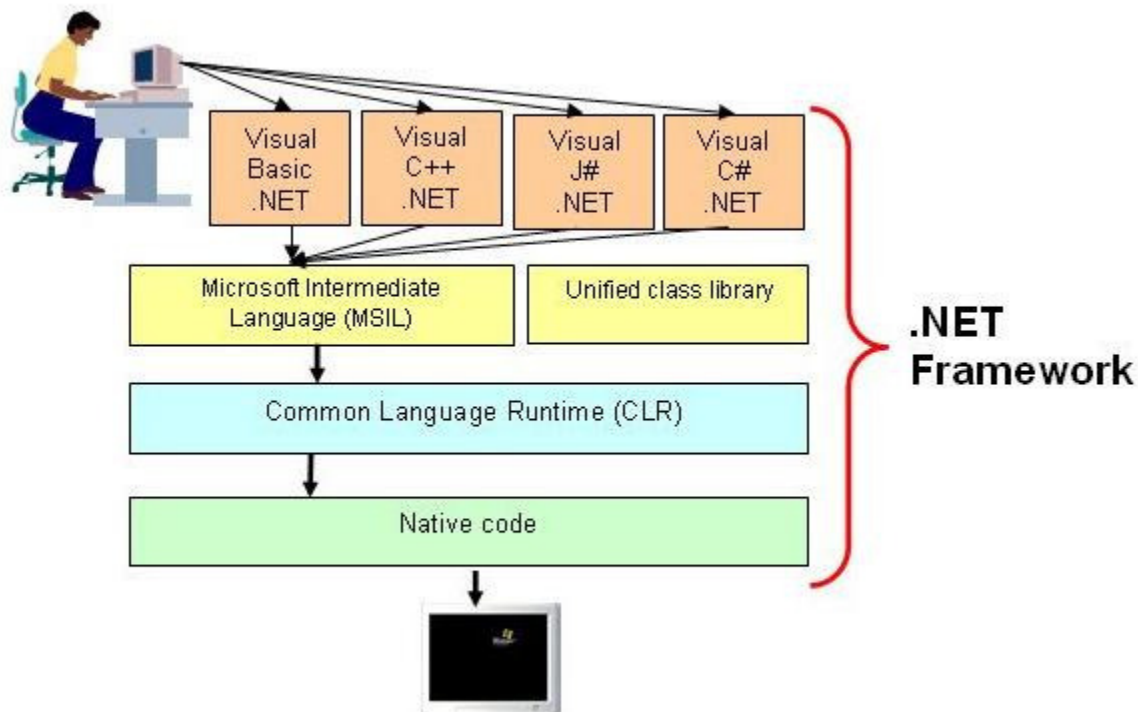 Visual
Basic
.NET
Visual
C++
.NET
Visual
J#
.NET
Visual
C#
.NET
Microsoft Intermediate
Language (MSIL)
Unified class library
.NET
Framework
Common Language Runtime (CLR)
Native code